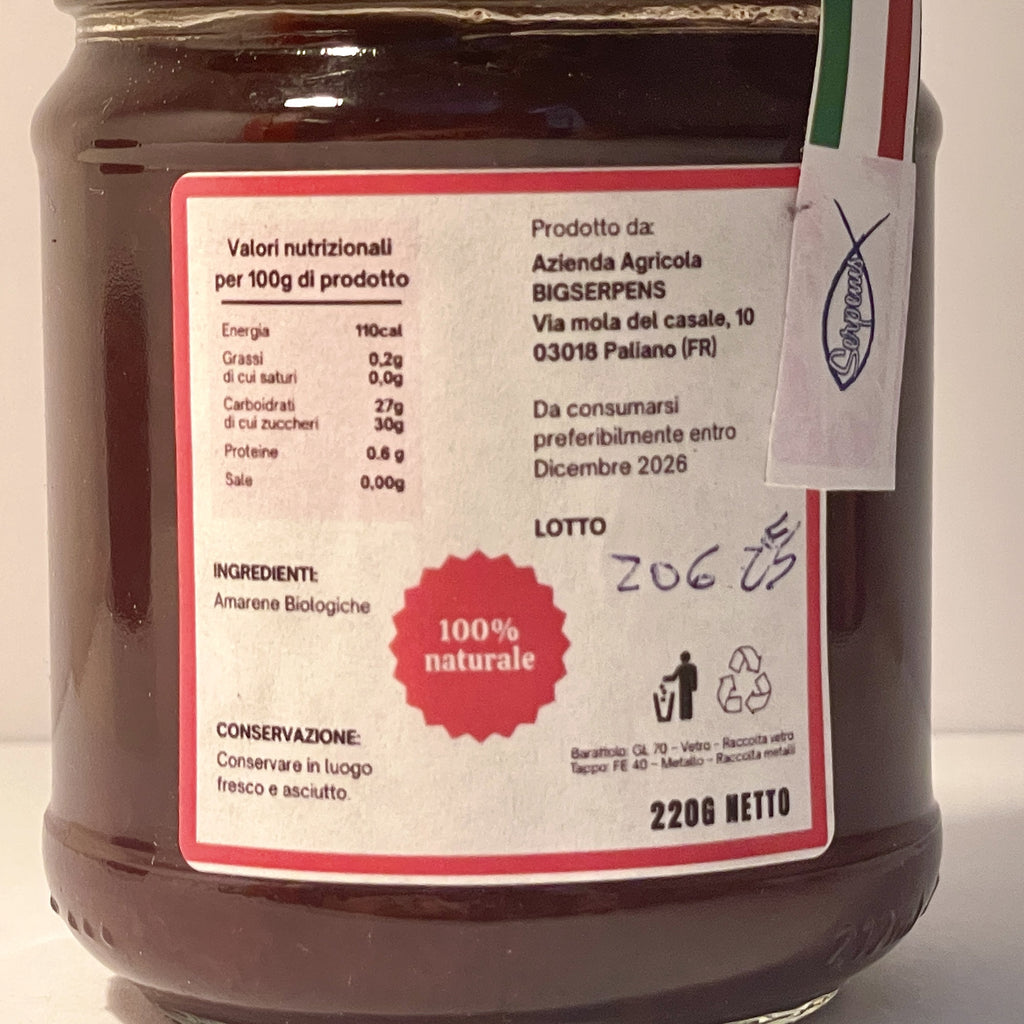 Valori nutrizionali
per 100g di prodotto
Energia 110cal
Grassi 0,2g
di cui saturi 0,0g
Carboidrati 27g
di cui zuccheri 30g
Proteine 0.6 g
Sale 0,00g
INGREDIENTI:
Amarene Biologiche
100%
naturale
CONSERVAZIONE:
Conservare in luogo
fresco e asciutto.
Prodotto da:
Azienda Agricola
BIGSERPENS
Via mola del casale, 10
03018 Paliano (FR)
Da consumarsi
preferibilmente entro
Dicembre 2026
LOTTO
206
Barattolo: GL 70 - Vetro - Raccolta vetro
Tappo: FE 40 - Metallo - Raccolta metalli
220G NETTO